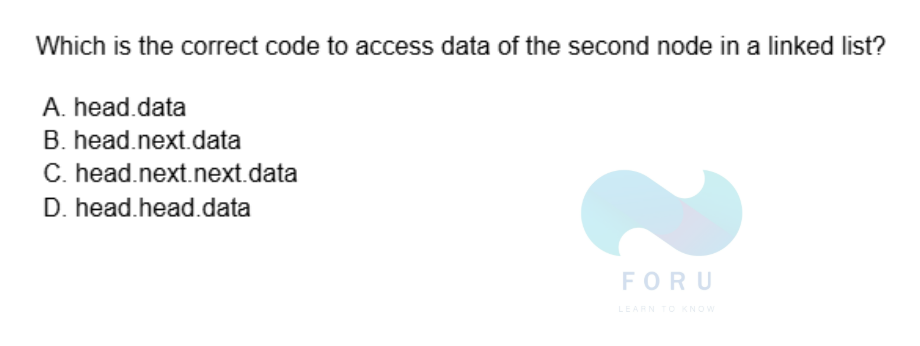 Which is the correct code to access data of the second node in a linked list?
A. head.data
B. head.next.data
C. head.next.next.data
D. head.head.data
FORU
LEARN TO KNOW